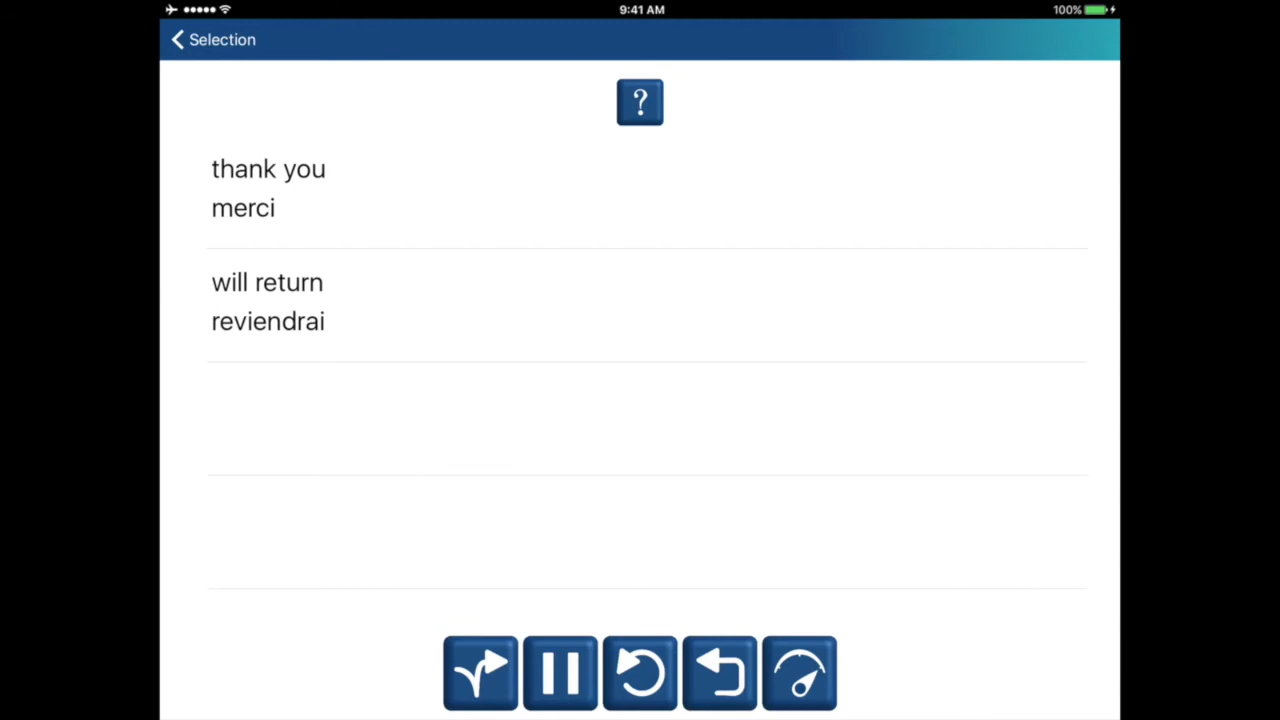 9:41 AM
100%
Selection
?
thank you
merci
will return
reviendrai